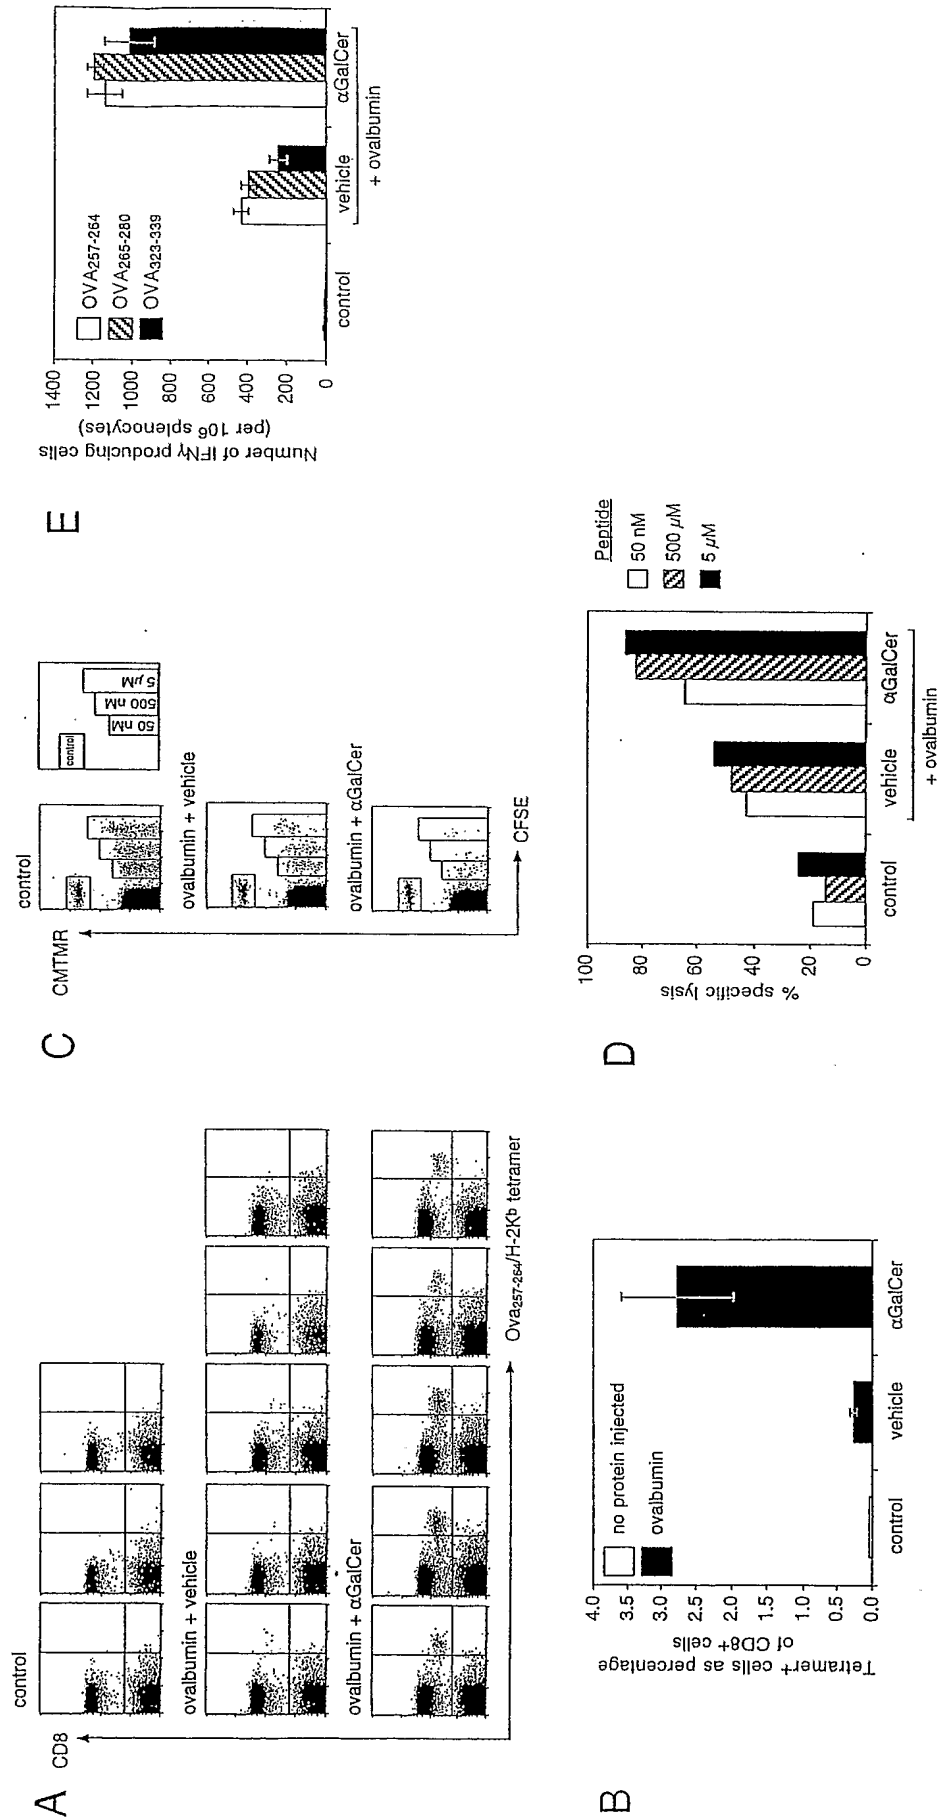 A
control
CD8
ovalbumin + vehicle
ovalbumin + αGalCer
Ova257-264/H-2Kb tetramer
B
Tetramer+ cells as percentage
of CD8+ cells
4.0
3.5
3.0
2.5
2.0
1.5
1.0
0.5
0.0
no protein injected
ovalbumin
control
vehicle
αGalCer
C
CMTMR
control
control
50 nM
500 nM
5 μM
ovalbumin + vehicle
ovalbumin + αGalCer
CFSE
D
% specific lysis
100
80
60
40
20
0
control
vehicle
αGalCer
+ ovalbumin
Peptide
50 nM
500 μM
5 μM
E
Number of IFNγ producing cells
(per 10⁶ splenocytes)
1400
1200
1000
800
600
400
200
0
OVA257-264
OVA265-280
OVA323-339
control
vehicle
αGalCer
+ ovalbumin